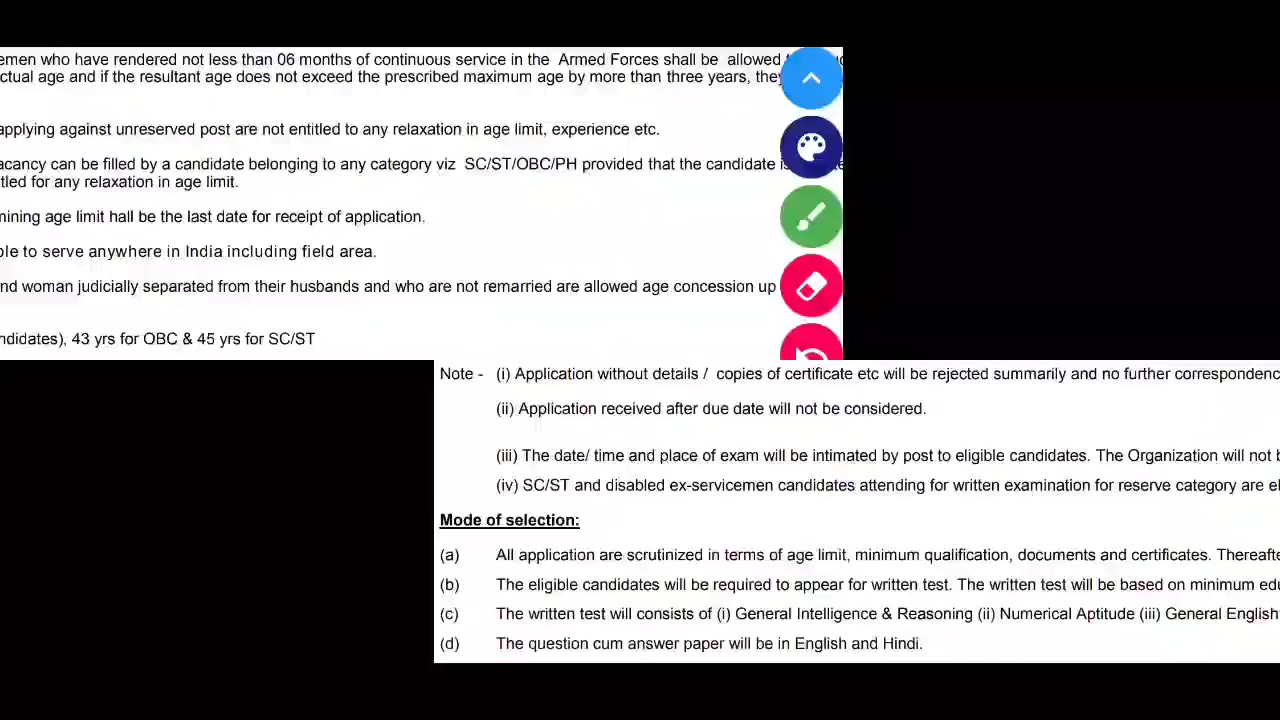 emen who have rendered not less than 06 months of continuous service in the Armed Forces shall be allowed
ctual age and if the resultant age does not exceed the prescribed maximum age by more than three years, they
applying against unreserved post are not entitled to any relaxation in age limit, experience etc.
acancy can be filled by a candidate belonging to any category viz SC/ST/OBC/PH provided that the candidate
tled for any relaxation in age limit.
mining age limit hall be the last date for receipt of application.
ble to serve anywhere in India including field area.
nd woman judicially separated from their husbands and who are not remarried are allowed age concession up
ndidates), 43 yrs for OBC & 45 yrs for SC/ST
Note - (i) Application without details / copies of certificate etc will be rejected summarily and no further correspondenc
(ii) Application received after due date will not be considered.
(iii) The date/ time and place of exam will be intimated by post to eligible candidates. The Organization will not b
(iv) SC/ST and disabled ex-servicemen candidates attending for written examination for reserve category are el
Mode of selection:
(a) All application are scrutinized in terms of age limit, minimum qualification, documents and certificates. Thereafte
(b) The eligible candidates will be required to appear for written test. The written test will be based on minimum edu
(c) The written test will consists of (i) General Intelligence & Reasoning (ii) Numerical Aptitude (iii) General English
(d) The question cum answer paper will be in English and Hindi.